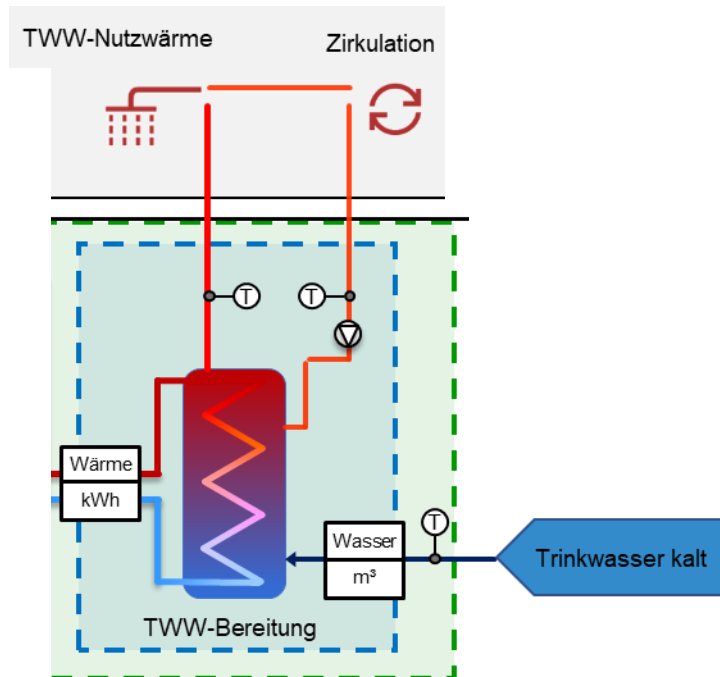 TWW-Nutzwärme
Zirkulation
T
T
Wärme
kWh
T
Wasser
m³
Trinkwasser kalt
TWW-Bereitung